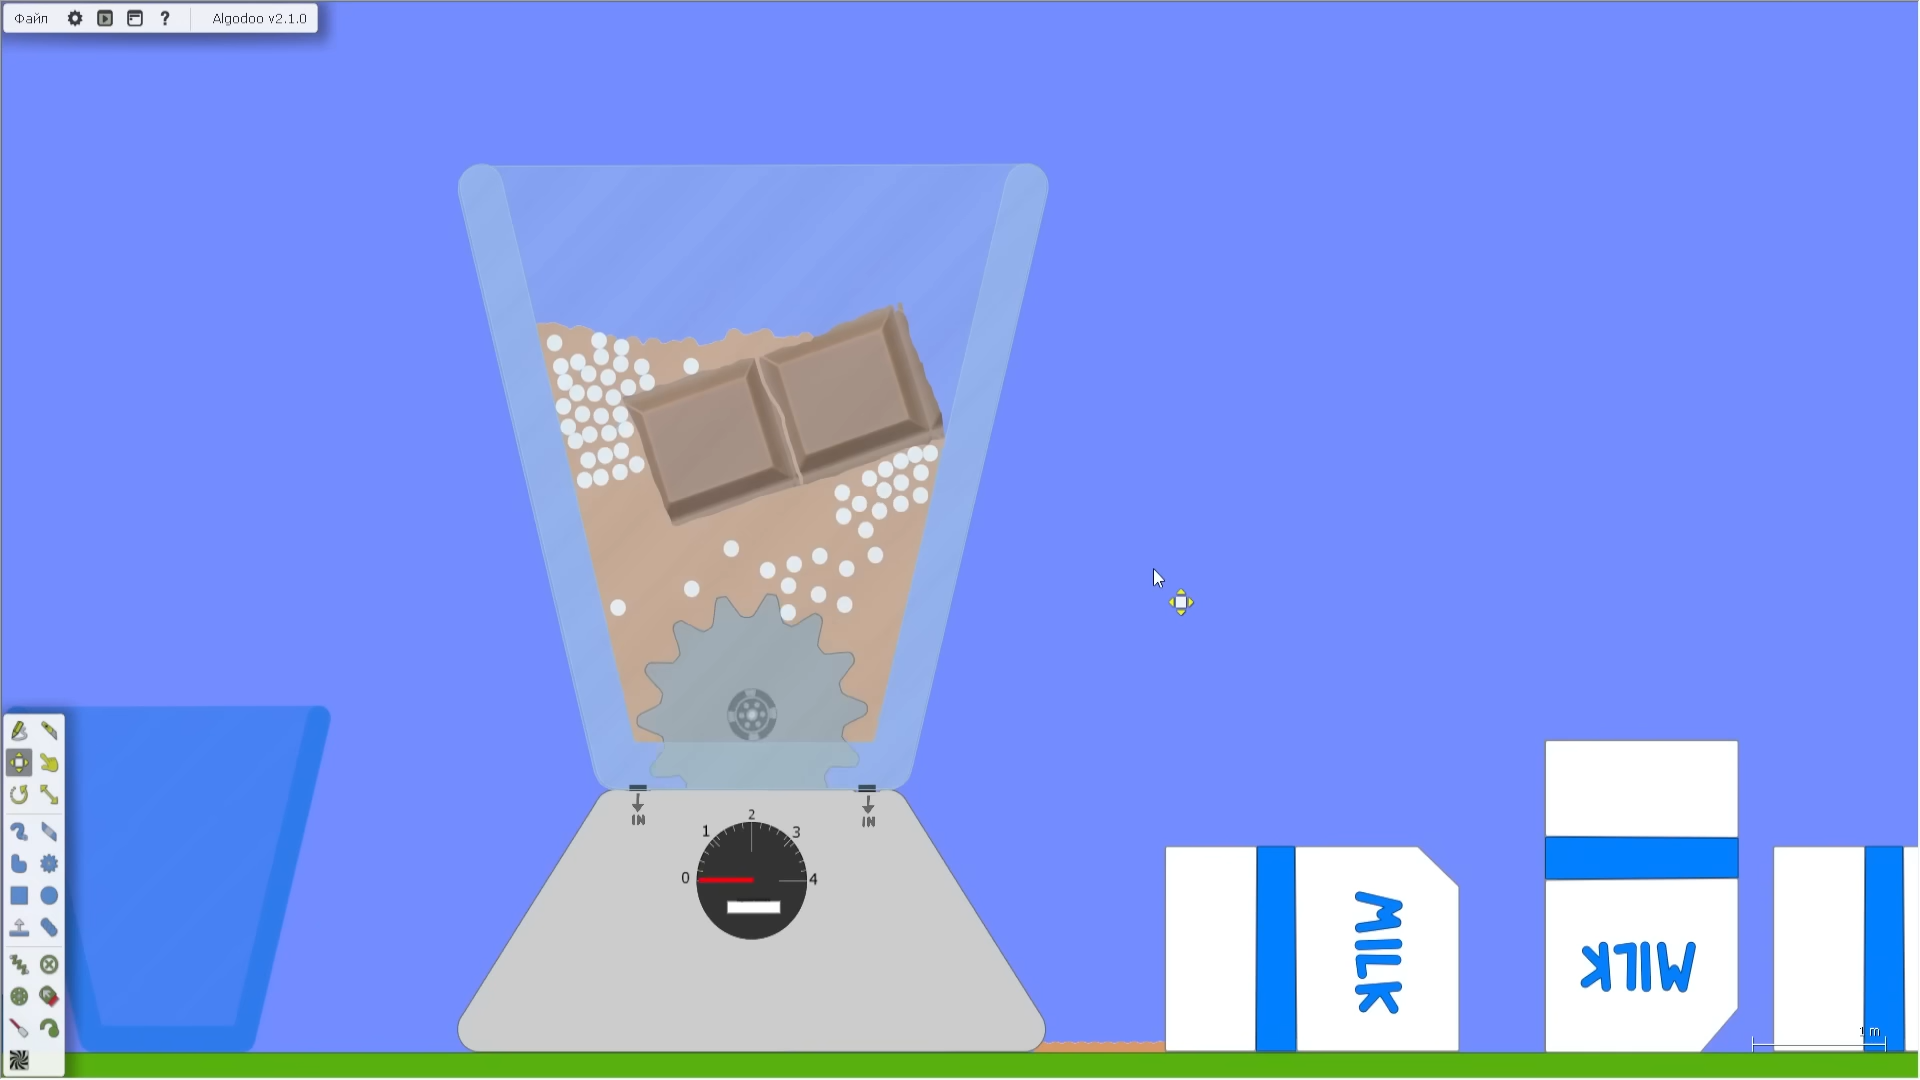 Файл ? Algodoo v2.1.0
2
1 3
0 4
IN IN
MILK
MILK
1 m